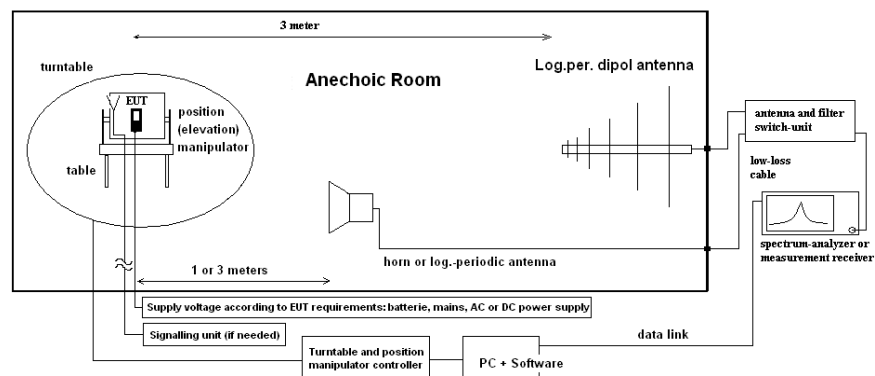 3 meter
turntable
Anechoic Room
Log.per. dipol antenna
EUT
position
(elevation)
manipulator
table
antenna and filter
switch-unit
low-loss
cable
spectrum-analyzer or
measurement receiver
horn or log.-periodic antenna
1 or 3 meters
Supply voltage according to EUT requirements: batterie, mains, AC or DC power supply
Signalling unit (if needed)
data link
Turntable and position
manipulator controller
PC + Software